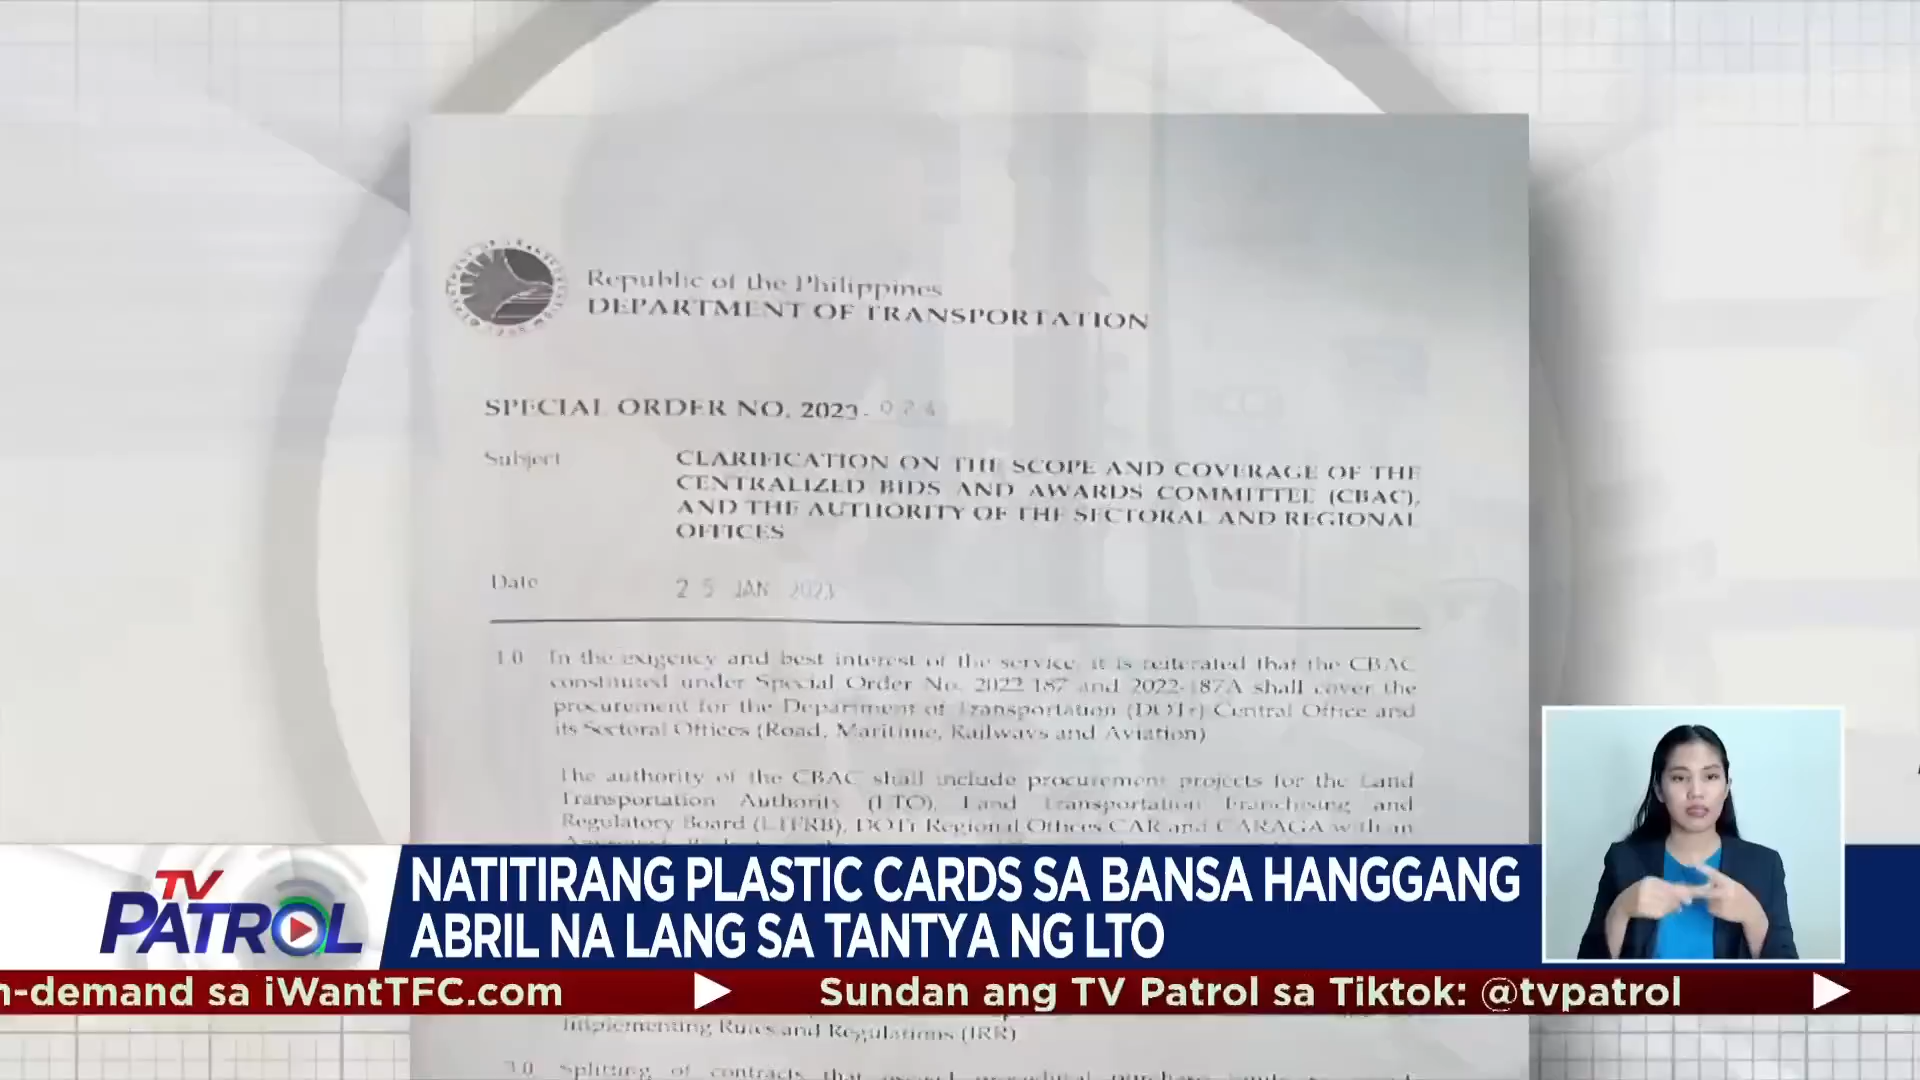 Republic of the Philippines
DEPARTMENT OF TRANSPORTATION
SPECIAL ORDER NO. 2023-024
Subject
CLARIFICATION ON THE SCOPE AND COVERAGE OF THE
CENTRALIZED BIDS AND AWARDS COMMITTEE (CBAC),
AND THE AUTHORITY OF THE SECTORAL AND REGIONAL
OFFICES
Date
25 JAN 2023
1.0 In the exigency and best interest of the service, it is reiterated that the CBAC
constituted under Special Order No. 2022-187 and 2022-187A shall cover the
procurement for the Department of Transportation (DOTr) Central Office and
its Sectoral Offices (Road, Maritime, Railways and Aviation)
The authority of the CBAC shall include procurement projects for the Land
Transportation Authority (LTO), Land Transportation Franchising and
Regulatory Board (LTFRB), DOTr Regional Offices CAR and CARAGA with an
TV
PATROL
NATITIRANG PLASTIC CARDS SA BANSA HANGGANG
ABRIL NA LANG SA TANTYA NG LTO
n-demand sa iWantTFC.com
Sundan ang TV Patrol sa Tiktok: @tvpatrol
Implementing Rules and Regulations (IRR)
3.0 Splitting of contracts that